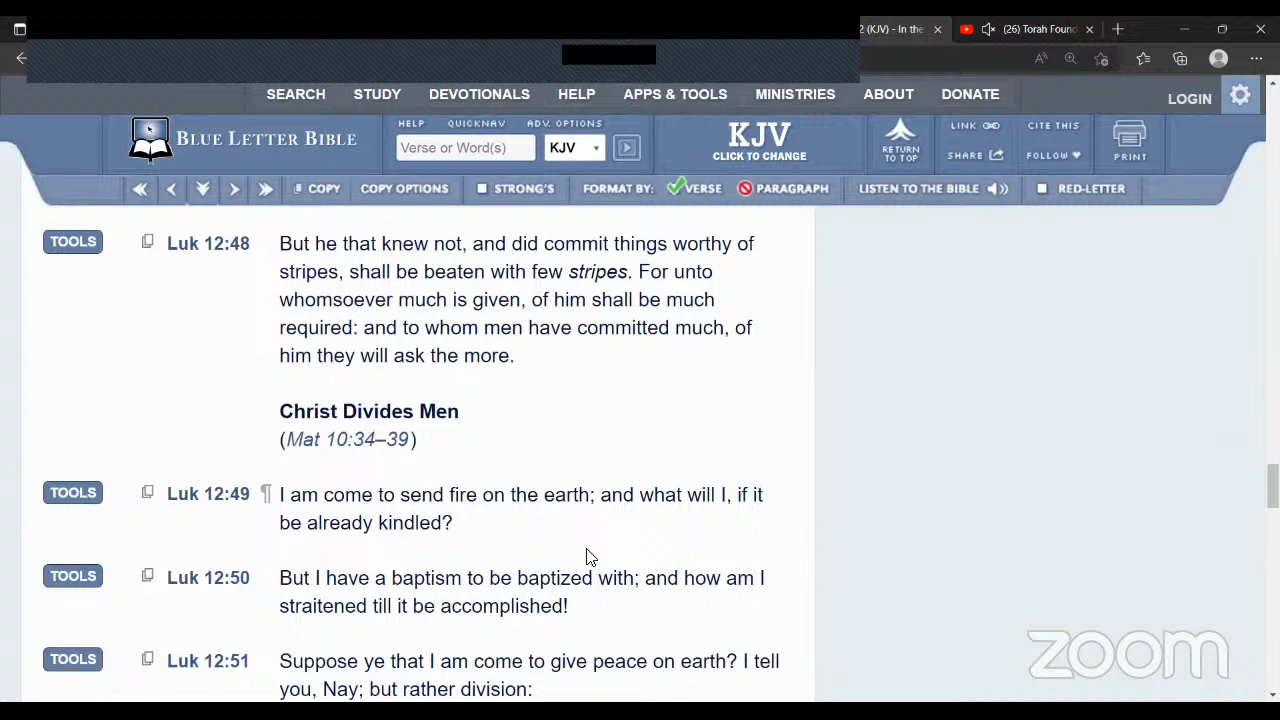 2 (KJV) - In the
(26) Torah Found
SEARCH STUDY DEVOTIONALS HELP APPS & TOOLS MINISTRIES ABOUT DONATE
LOGIN
BLUE LETTER BIBLE
HELP QUICKNAV ADV. OPTIONS
Verse or Word(s) KJV
KJV
CLICK TO CHANGE
RETURN
TO TOP
LINK CITE THIS
SHARE FOLLOW
PRINT
COPY COPY OPTIONS STRONG'S FORMAT BY: VERSE PARAGRAPH LISTEN TO THE BIBLE RED-LETTER
TOOLS Luk 12:48 But he that knew not, and did commit things worthy of
stripes, shall be beaten with few stripes. For unto
whomsoever much is given, of him shall be much
required: and to whom men have committed much, of
him they will ask the more.
Christ Divides Men
(Mat 10:34–39)
TOOLS Luk 12:49 ¶ I am come to send fire on the earth; and what will I, if it
be already kindled?
TOOLS Luk 12:50 But I have a baptism to be baptized with; and how am I
straitened till it be accomplished!
TOOLS Luk 12:51 Suppose ye that I am come to give peace on earth? I tell
you, Nay; but rather division:
zoom